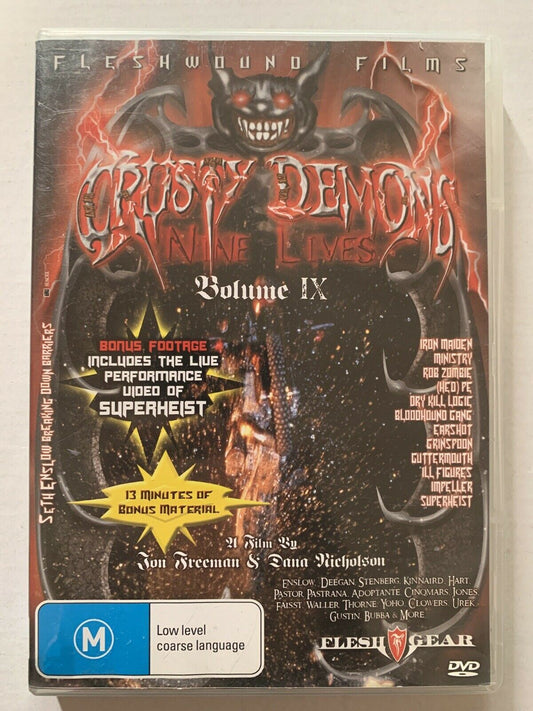 FLESHWOUND FILMS
CRUSTY DEMONS
NINE LIVES
Volume IX
SETH ENSLOW BREAKING DOWN BARRIERS
BONUS FOOTAGE
INCLUDES THE LIVE
PERFORMANCE
VIDEO OF
SUPERHEIST
13 MINUTES OF
BONUS MATERIAL
IRON MAIDEN
MINISTRY
ROB ZOMBIE
(HED) PE
DRY KILL LOGIC
BLOODHOUND GANG
EARSHOT
GRINSPOON
GUTTERMOUTH
ILL FIGURES
IMPELLER
SUPERHEIST
A Film By
Jon Freeman & Dana Nicholson
ENSLOW, DEEGAN, STENBERG, KINNAIRD, HART,
PASTOR, PASTRANA, ADOPTANTE, CINQMARS, JONES,
FAISST, WALLER, THORNE, YOHO, CLOWERS, UREK,
GUSTIN, BUBBA & MORE.
FLESH GEAR
DVD
M
Low level
coarse language